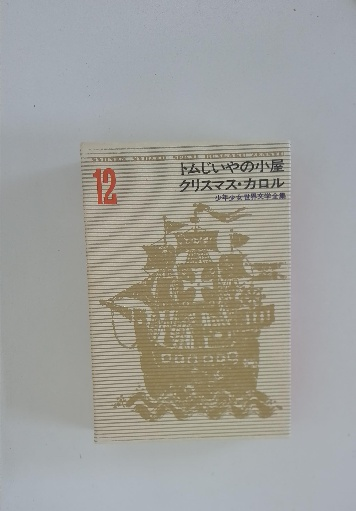 12
トムじいやの小屋
クリスマス・カロル
少年少女世界文学全集